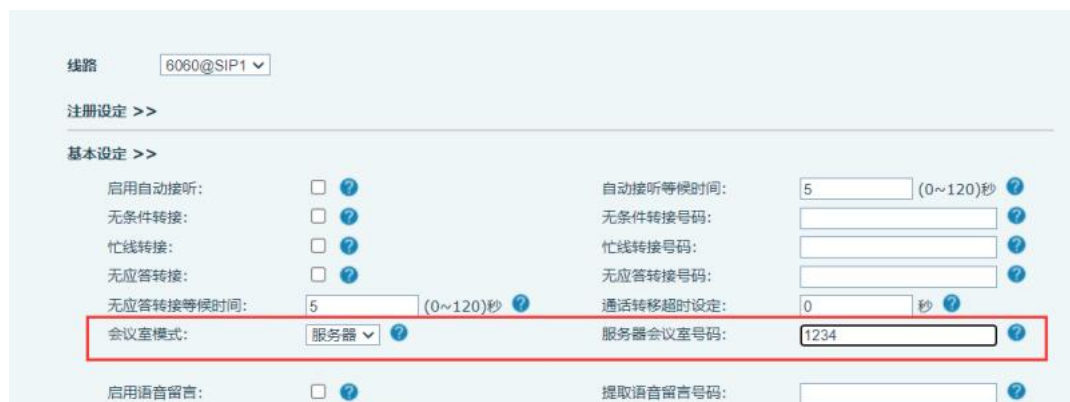 线路 6060@SIP1
注册设定 >>
基本设定 >>
启用自动接听: 自动接听等候时间: 5 (0~120)秒
无条件转接: 无条件转接号码:
忙线转接: 忙线转接号码:
无应答转接: 无应答转接号码:
无应答转接等候时间: 5 (0~120)秒 通话转移超时设定: 0 秒
会议室模式: 服务器 服务器会议室号码: 1234
启用语音留言: 提取语音留言号码: